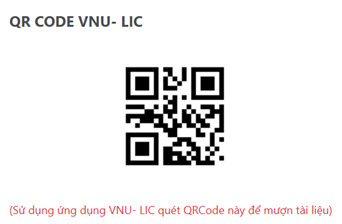 QR CODE VNU- LIC
(Sử dụng ứng dụng VNU- LIC quét QRCode này để mượn tài liệu)